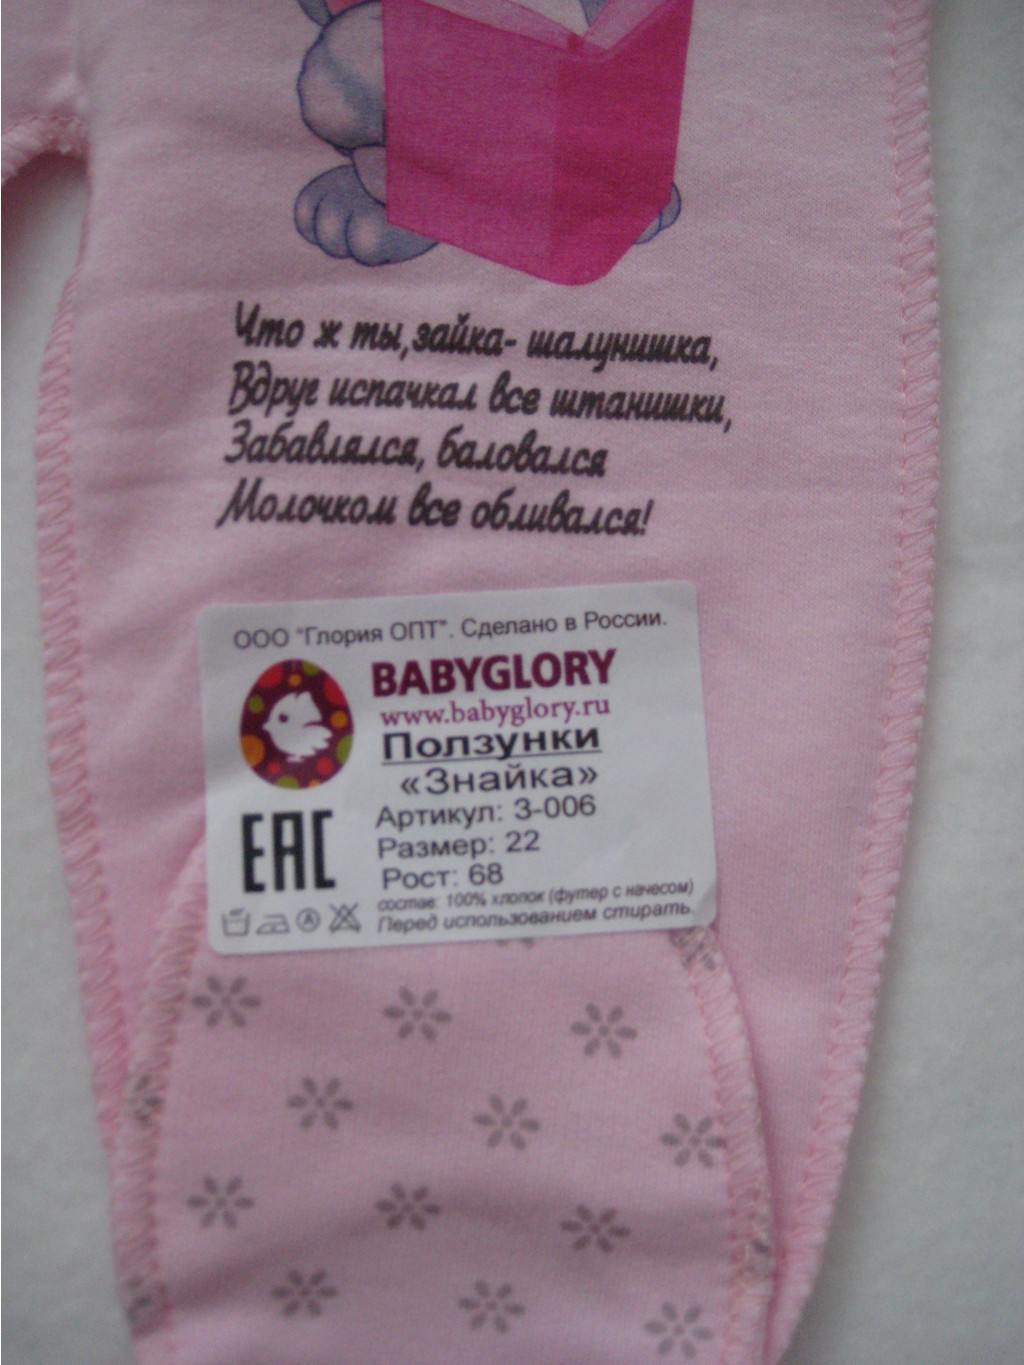 Что ж ты,зайка- шалунишка,
Вдруг испачкал все штанишки,
Забавлялся, баловался
Молочком все обливался!
ООО "Глория ОПТ". Сделано в России.
BABYGLORY
www.babyglory.ru
Ползунки
«Знайка»
Артикул: З-006
Размер: 22
Рост: 68
состав: 100% хлопок (футер с начесом)
Перед использованием стирать.
EAC